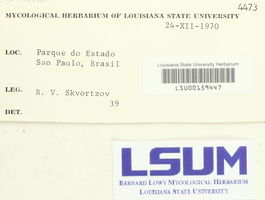 4473
MYCOLOGICAL HERBARIUM OF LOUISIANA STATE UNIVERSITY
24-XII-1970
LOC. Parque do Estado
Sao Paulo, Brasil
Louisiana State University Herbarium
LSU00159447
LEG. B. V. Skvortzov
39
DET.
LSUM
BERNARD LOWY MYCOLOGICAL HERBARIUM
LOUISIANA STATE UNIVERSITY